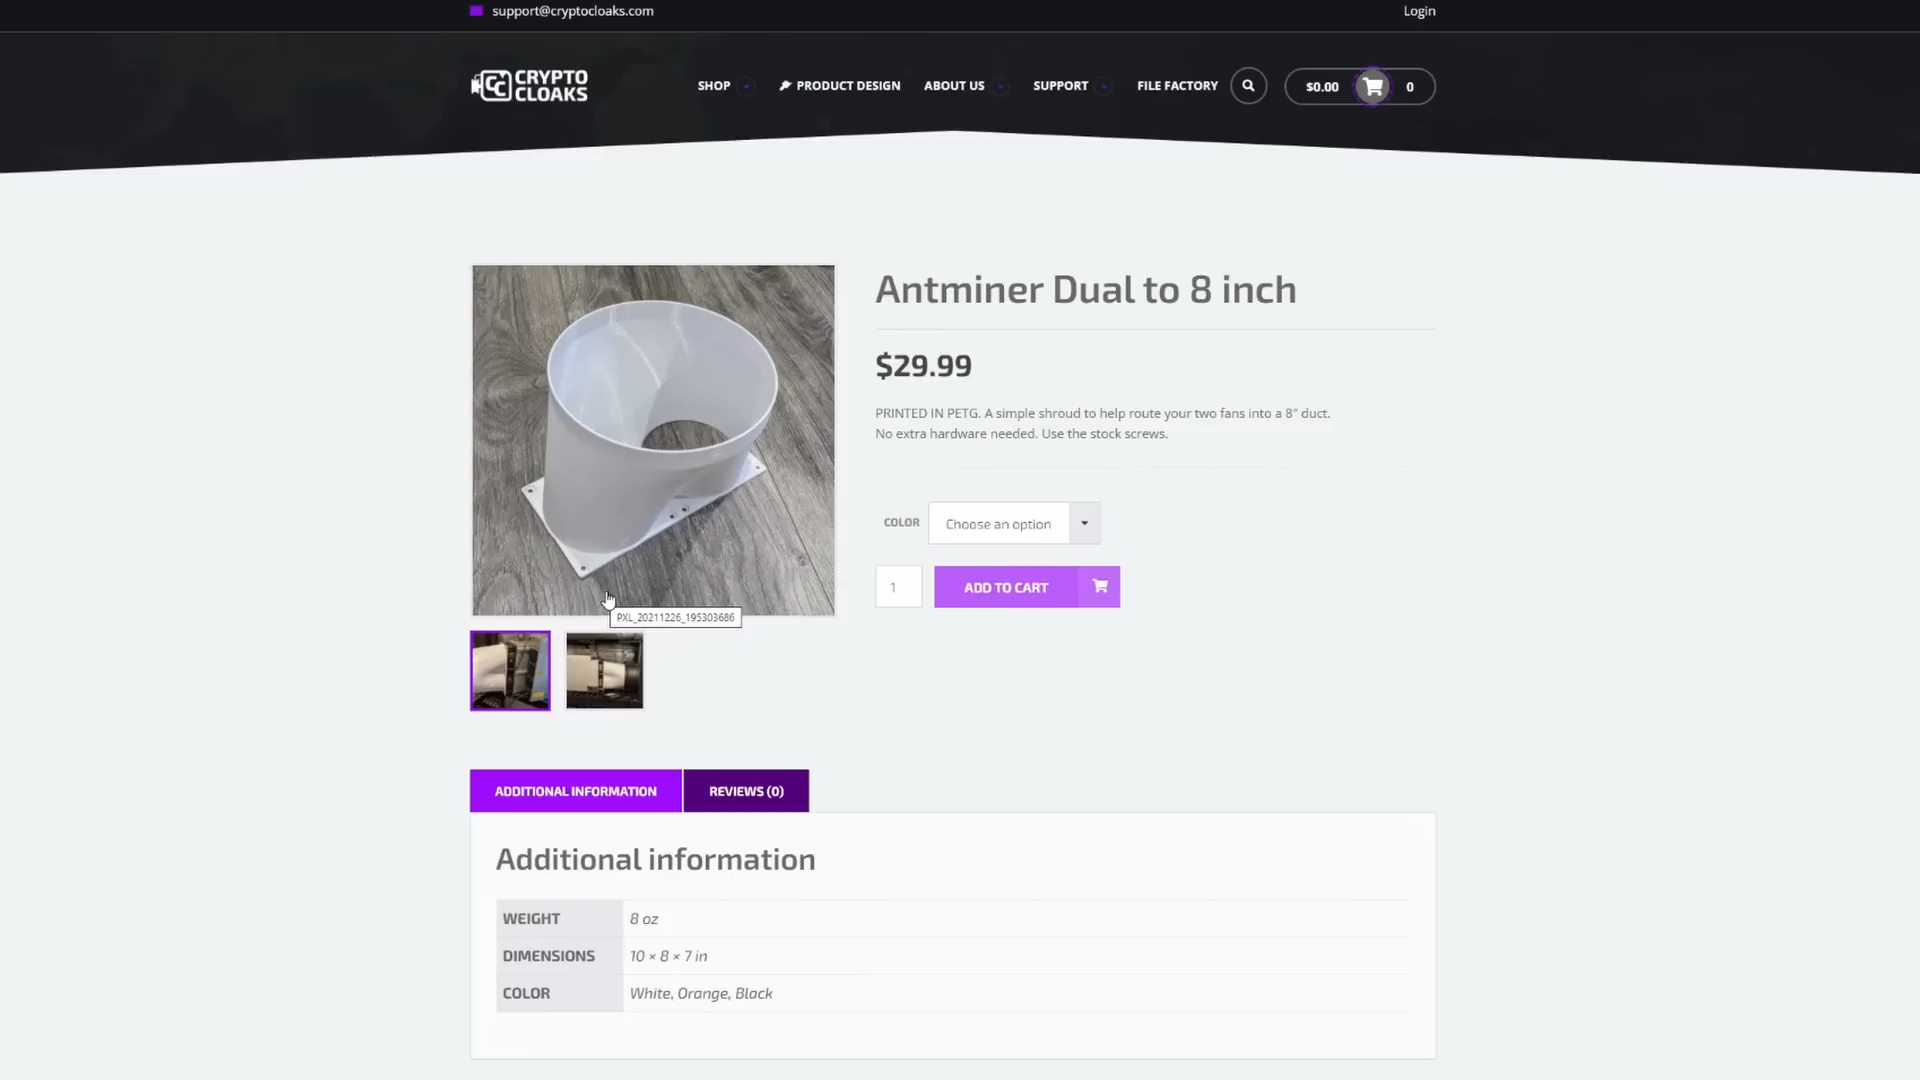 support@cryptocloaks.com
Login
CRYPTO
CLOAKS
SHOP
PRODUCT DESIGN
ABOUT US
SUPPORT
FILE FACTORY
$0.00
0
Antminer Dual to 8 inch
$29.99
PRINTED IN PETG. A simple shroud to help route your two fans into a 8″ duct.
No extra hardware needed. Use the stock screws.
COLOR
Choose an option
1
ADD TO CART
PXL_20211226_195303686
ADDITIONAL INFORMATION
REVIEWS (0)
Additional information
WEIGHT 8 oz
DIMENSIONS 10 × 8 × 7 in
COLOR White, Orange, Black